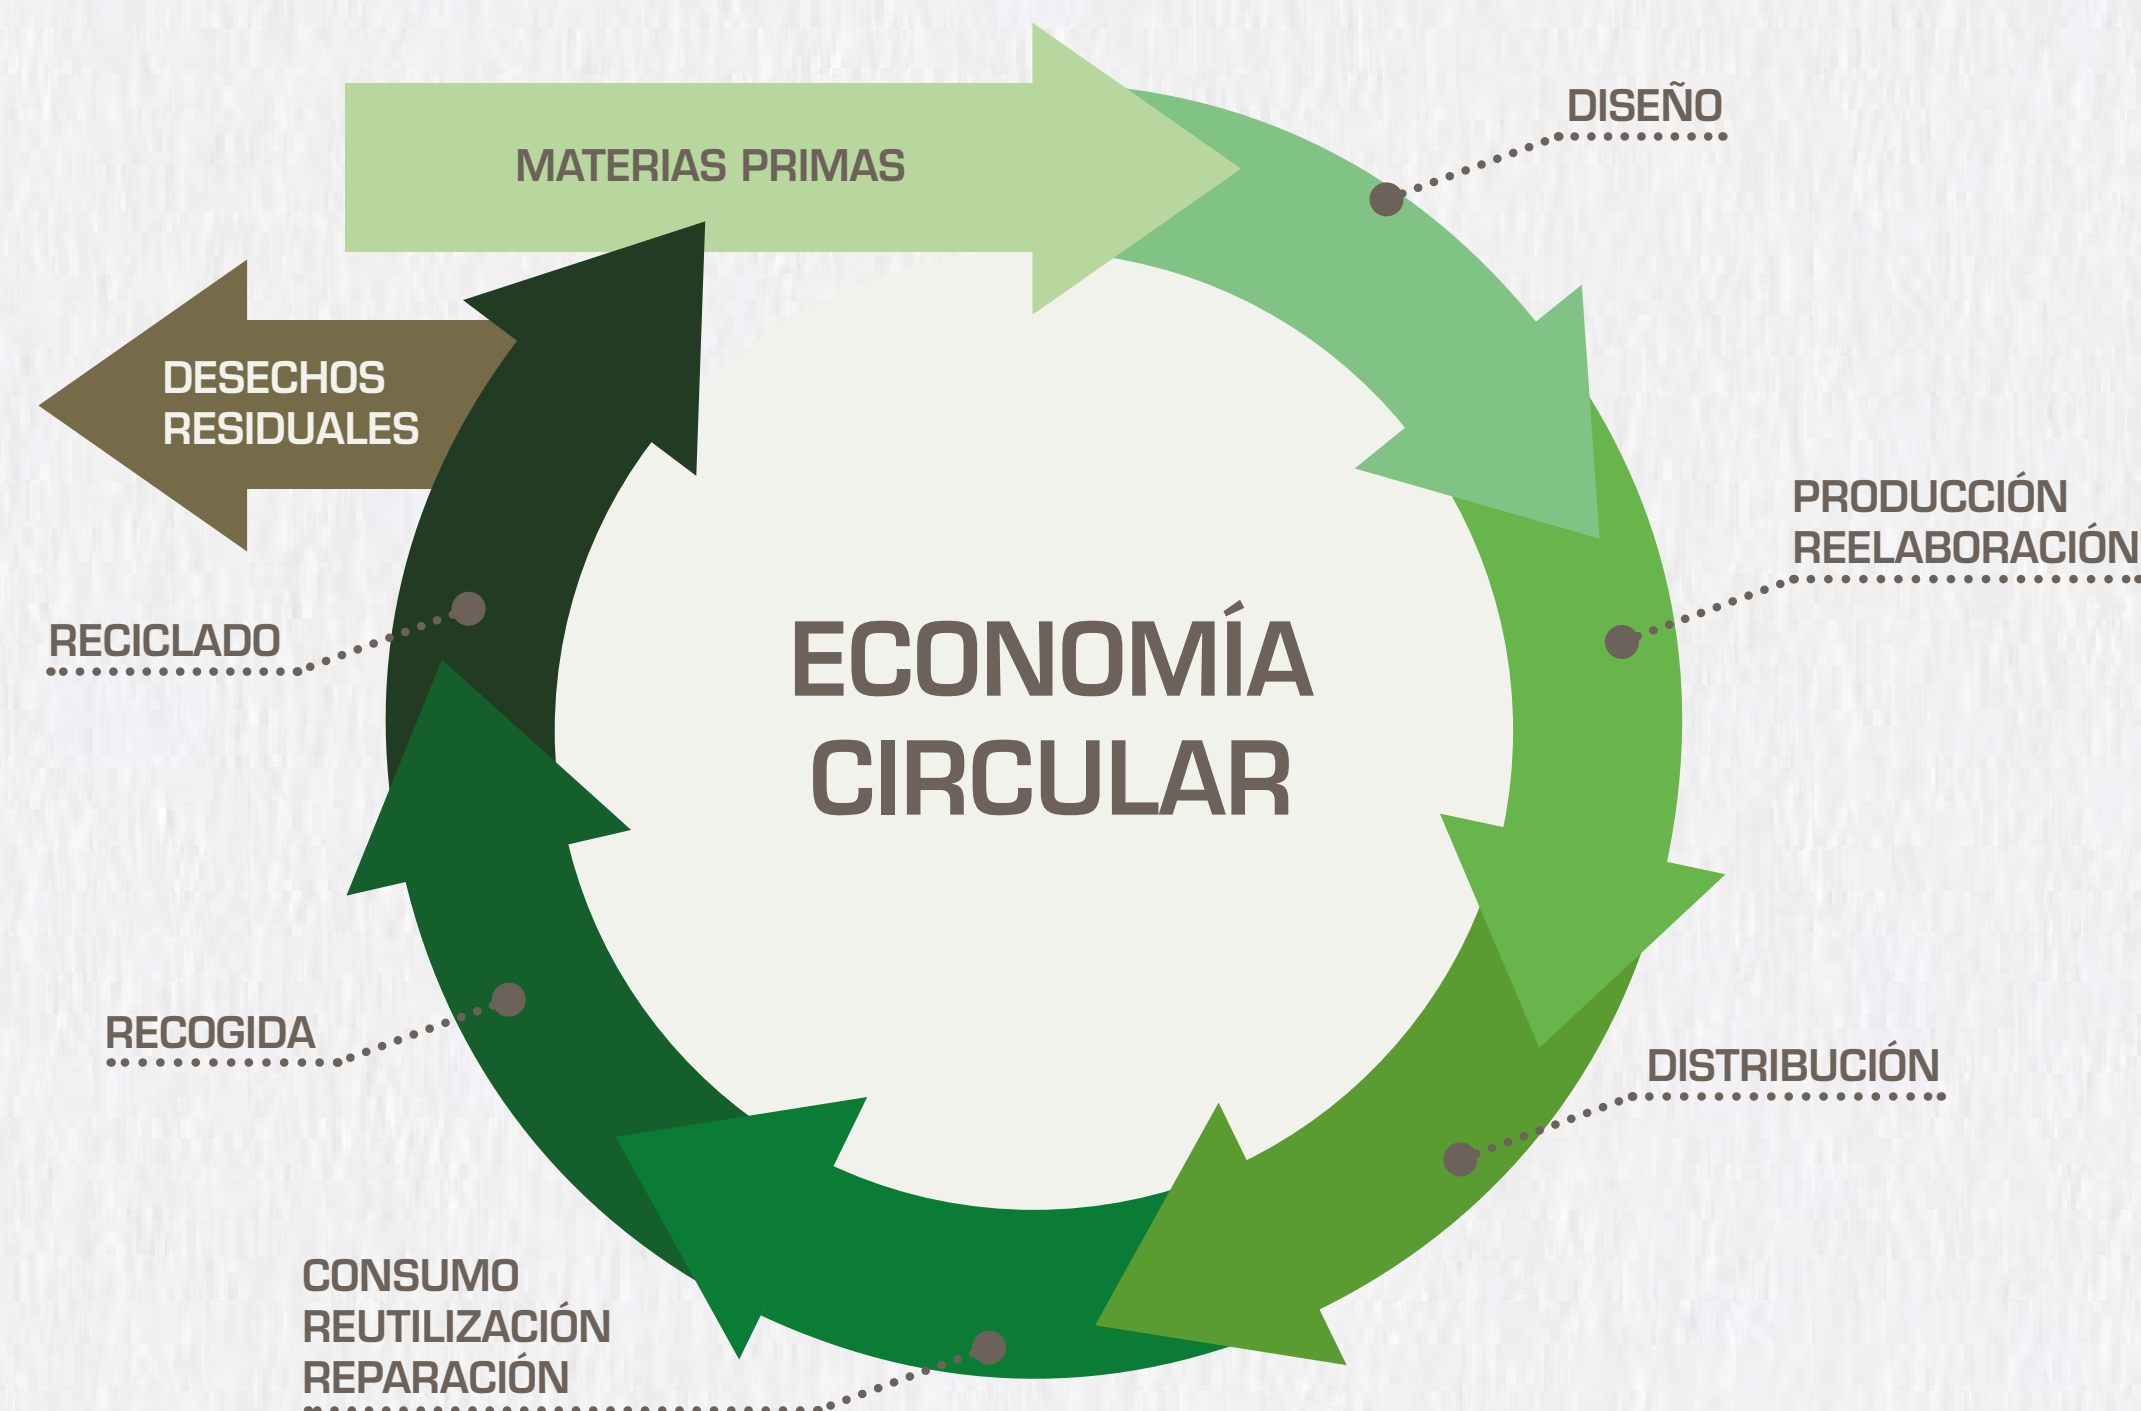 MATERIAS PRIMAS
DISEÑO
DESECHOS
RESIDUALES
PRODUCCIÓN
REELABORACIÓN
RECICLADO
ECONOMÍA
CIRCULAR
RECOGIDA
DISTRIBUCIÓN
CONSUMO
REUTILIZACIÓN
REPARACIÓN